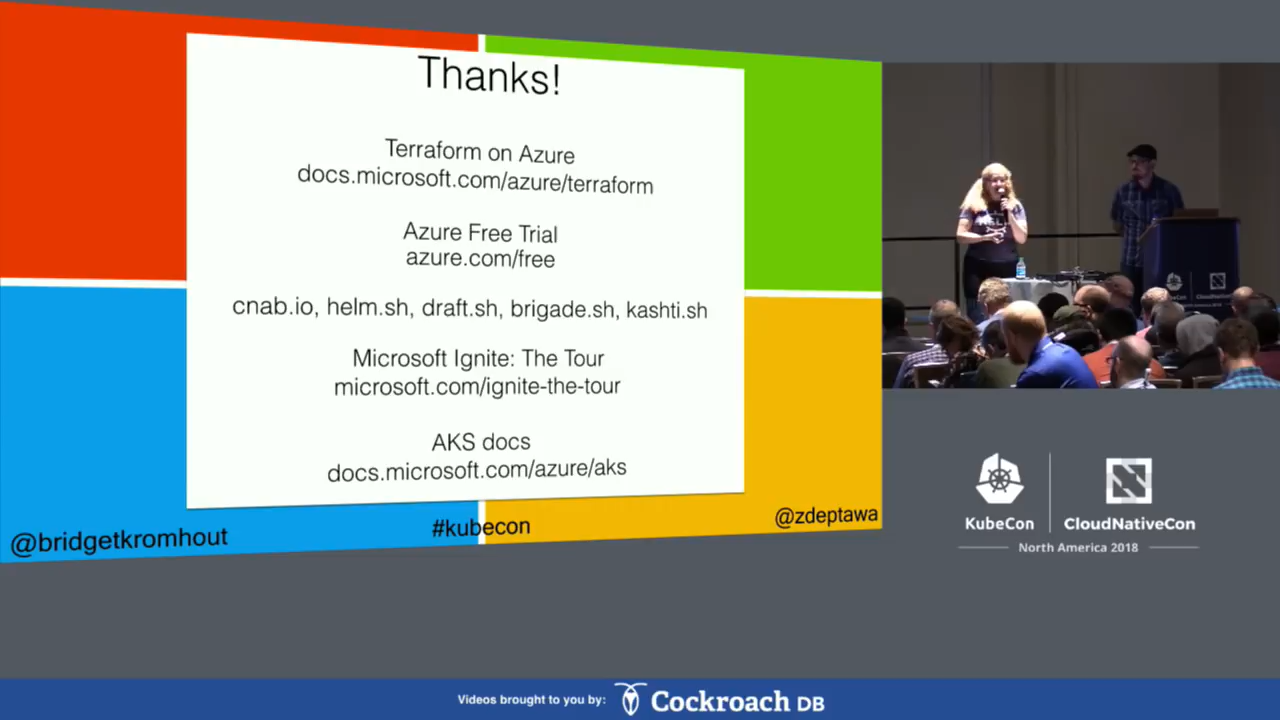 Thanks!
Terraform on Azure
docs.microsoft.com/azure/terraform
Azure Free Trial
azure.com/free
cnab.io, helm.sh, draft.sh, brigade.sh, kashti.sh
Microsoft Ignite: The Tour
microsoft.com/ignite-the-tour
AKS docs
docs.microsoft.com/azure/aks
@bridgetkromhout
#kubecon
@zdeptawa
KubeCon
CloudNativeCon
North America 2018
Videos brought to you by:
Cockroach DB